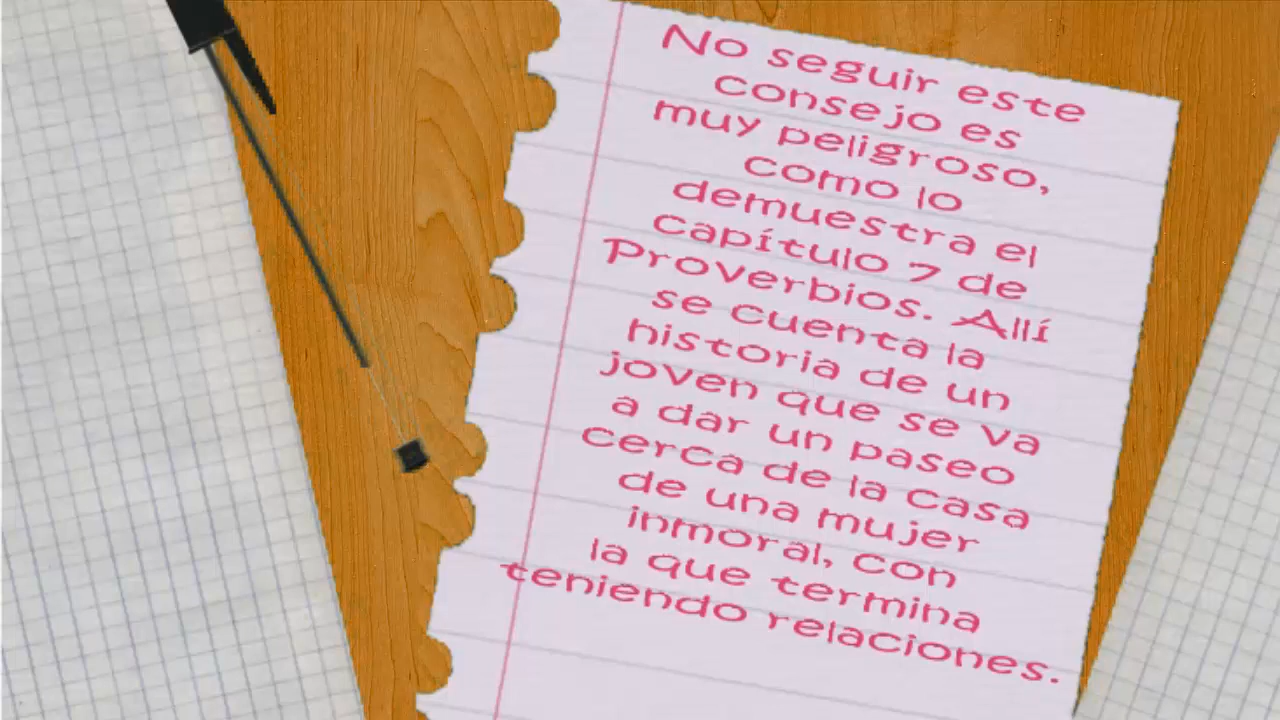 No seguir este
consejo es
muy peligroso,
como lo
demuestra el
capítulo 7 de
Proverbios. Allí
se cuenta la
historia de un
joven que se va
a dar un paseo
cerca de la casa
de una mujer
inmoral, con
la que termina
teniendo relaciones.